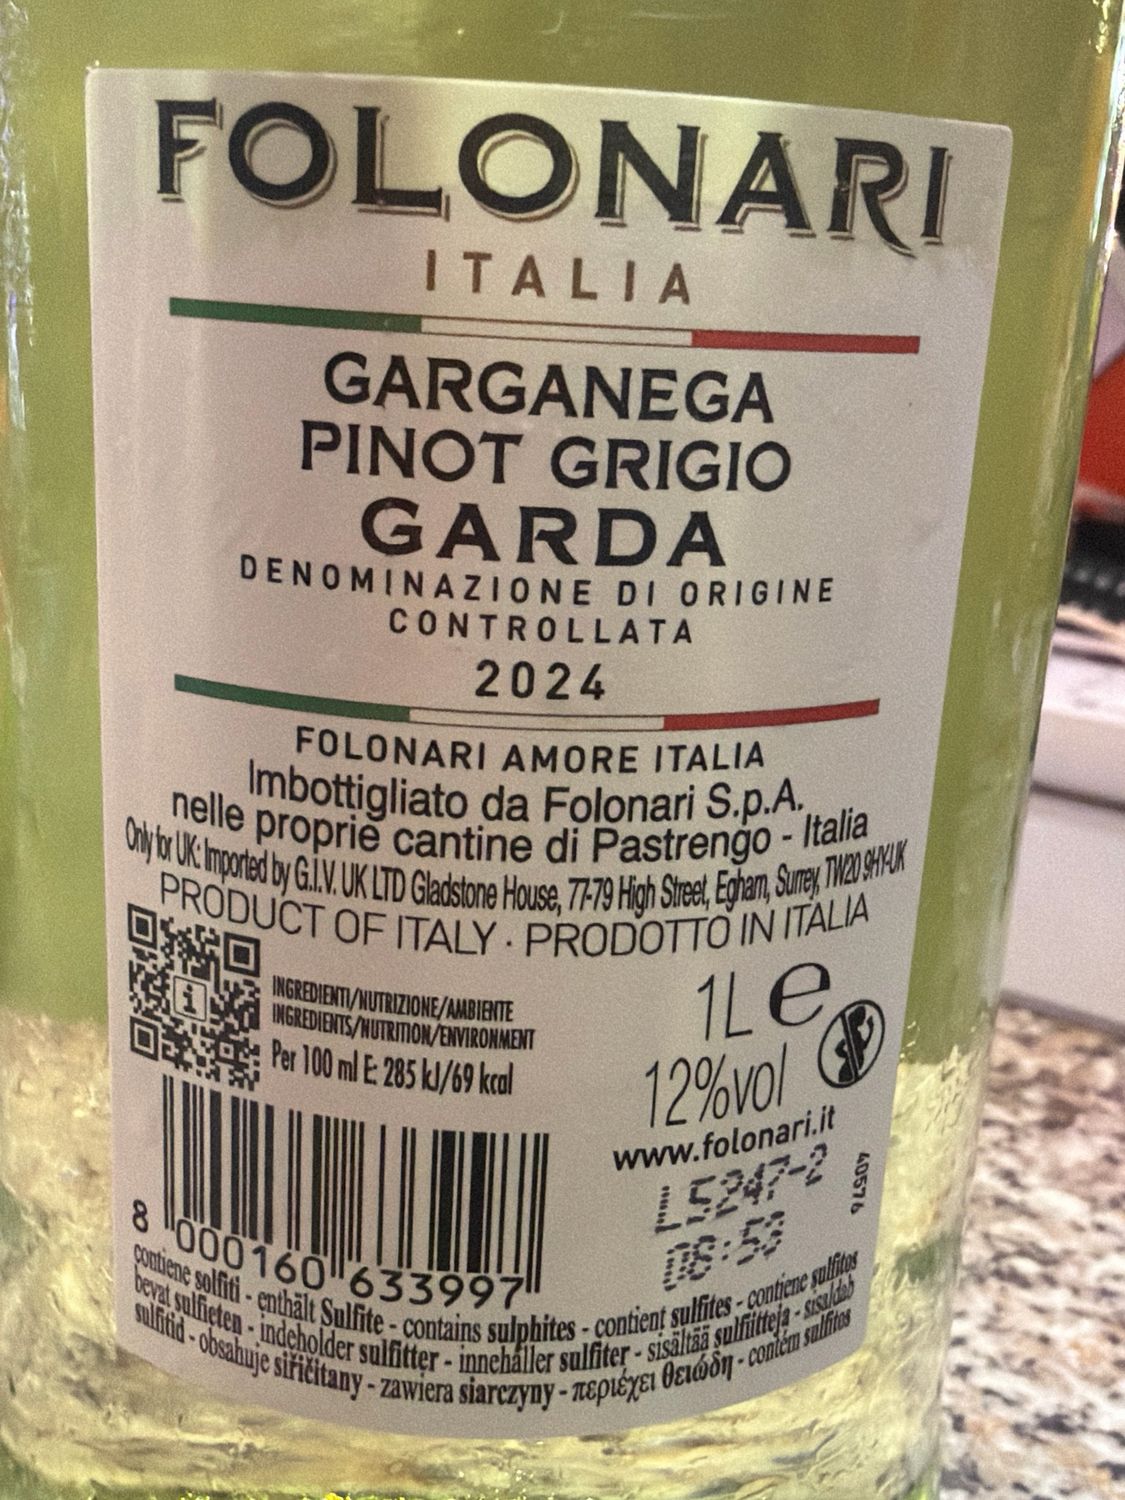 FOLONARI
ITALIA
GARGANEGA
PINOT GRIGIO
GARDA
DENOMINAZIONE DI ORIGINE
CONTROLLATA
2024
FOLONARI AMORE ITALIA
Imbottigliato da Folonari S.p.A.
nelle proprie cantine di Pastrengo - Italia
Only for UK: Imported by G.I.V. UK LTD Gladstone House, 77-79 High Street, Egham, Surrey, TW20 9HY-UK
PRODUCT OF ITALY · PRODOTTO IN ITALIA
i
INGREDIENTI/NUTRIZIONE/AMBIENTE
INGREDIENTS/NUTRITION/ENVIRONMENT
Per 100 ml E: 285 kJ/69 kcal
1L e
12%vol
www.folonari.it
L5247-2
08:53
40576
8 000160 633997
contiene solfiti - enthält Sulfite - contains sulphites - contient sulfites - contiene sulfitos
bevat sulfieten - indeholder sulfitter - innehåller sulfiter - sisältää sulfiitteja - sisaldab
sulfitid - obsahuje siřičitany - zawiera siarczyny - περιέχει θειώδη - contém sulfitos